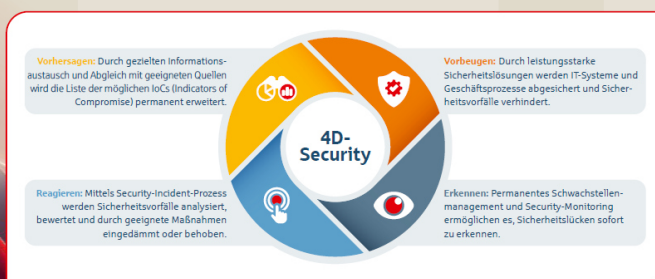 Vorhersagen: Durch gezielten Informations-
austausch und Abgleich mit geeigneten Quellen
wird die Liste der möglichen IoCs (Indicators of
Compromise) permanent erweitert.
Vorbeugen: Durch leistungsstarke
Sicherheitslösungen werden IT-Systeme und
Geschäftsprozesse abgesichert und Sicher-
heitsvorfälle verhindert.
4D-
Security
Reagieren: Mittels Security-Incident-Prozess
werden Sicherheitsvorfälle analysiert,
bewertet und durch geeignete Maßnahmen
eingedämmt oder behoben.
Erkennen: Permanentes Schwachstellen-
management und Security-Monitoring
ermöglichen es, Sicherheitslücken sofort
zu erkennen.